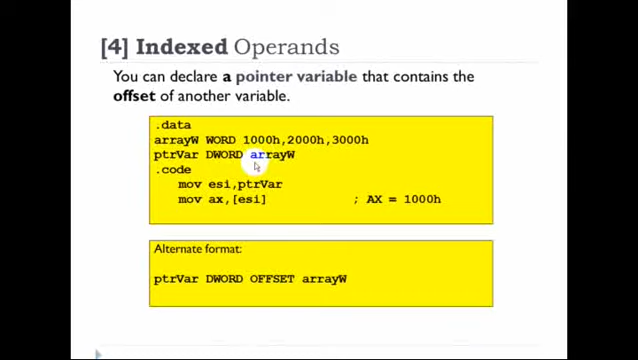 [4] Indexed Operands
You can declare a pointer variable that contains the
offset of another variable.
.data
arrayW WORD 1000h,2000h,3000h
ptrVar DWORD arrayW
.code
mov esi,ptrVar
mov ax,[esi] ; AX = 1000h
Alternate format:
ptrVar DWORD OFFSET arrayW